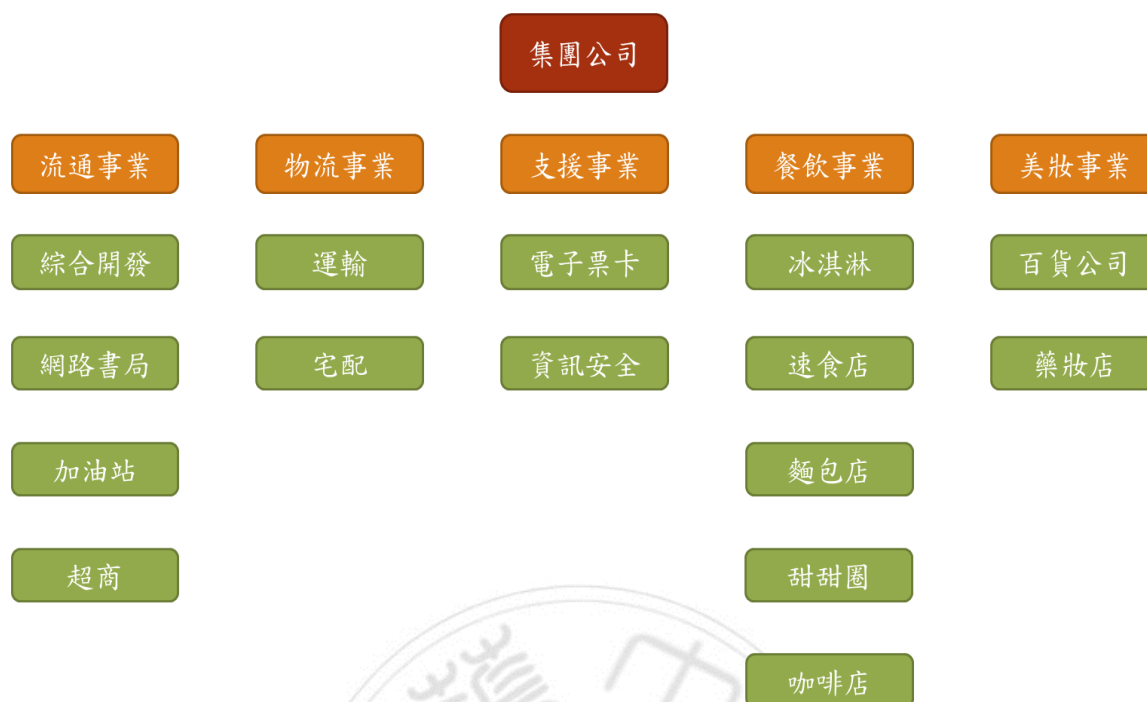 集團公司
流通事業
物流事業
支援事業
餐飲事業
美妝事業
綜合開發
運輸
電子票卡
冰淇淋
百貨公司
網路書局
宅配
資訊安全
速食店
藥妝店
加油站
麵包店
超商
甜甜圈
咖啡店